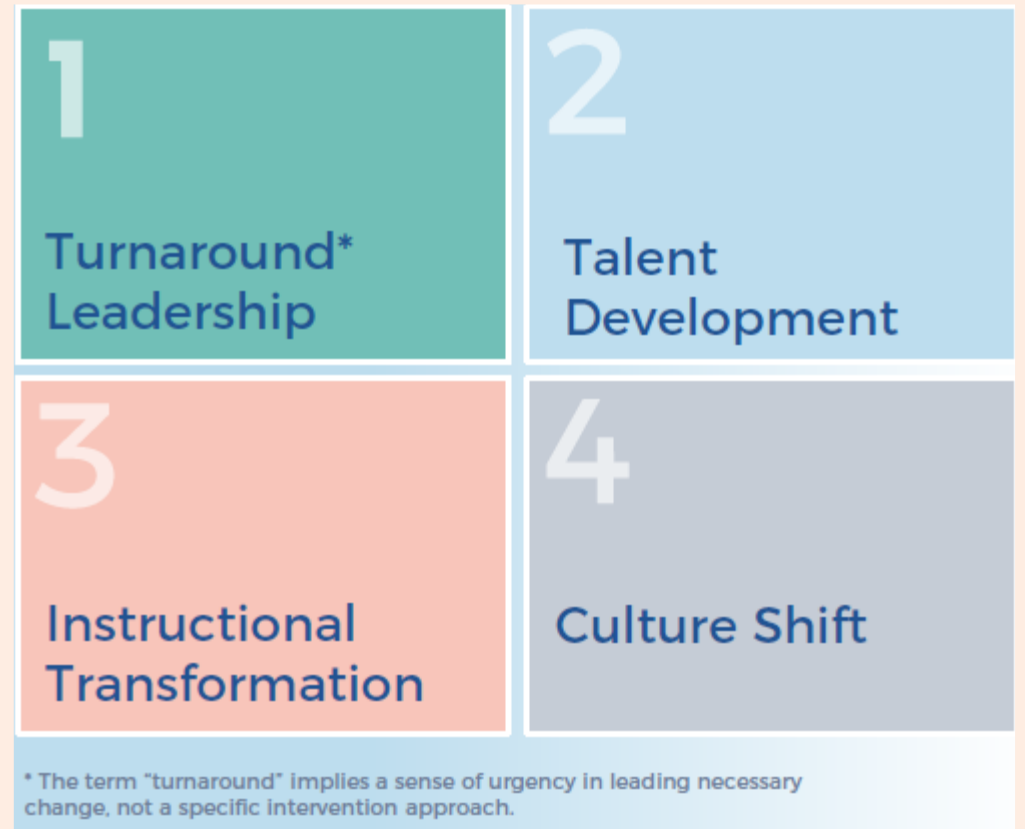 1
Turnaround*
Leadership
2
Talent
Development
3
Instructional
Transformation
4
Culture Shift
* The term “turnaround” implies a sense of urgency in leading necessary
change, not a specific intervention approach.